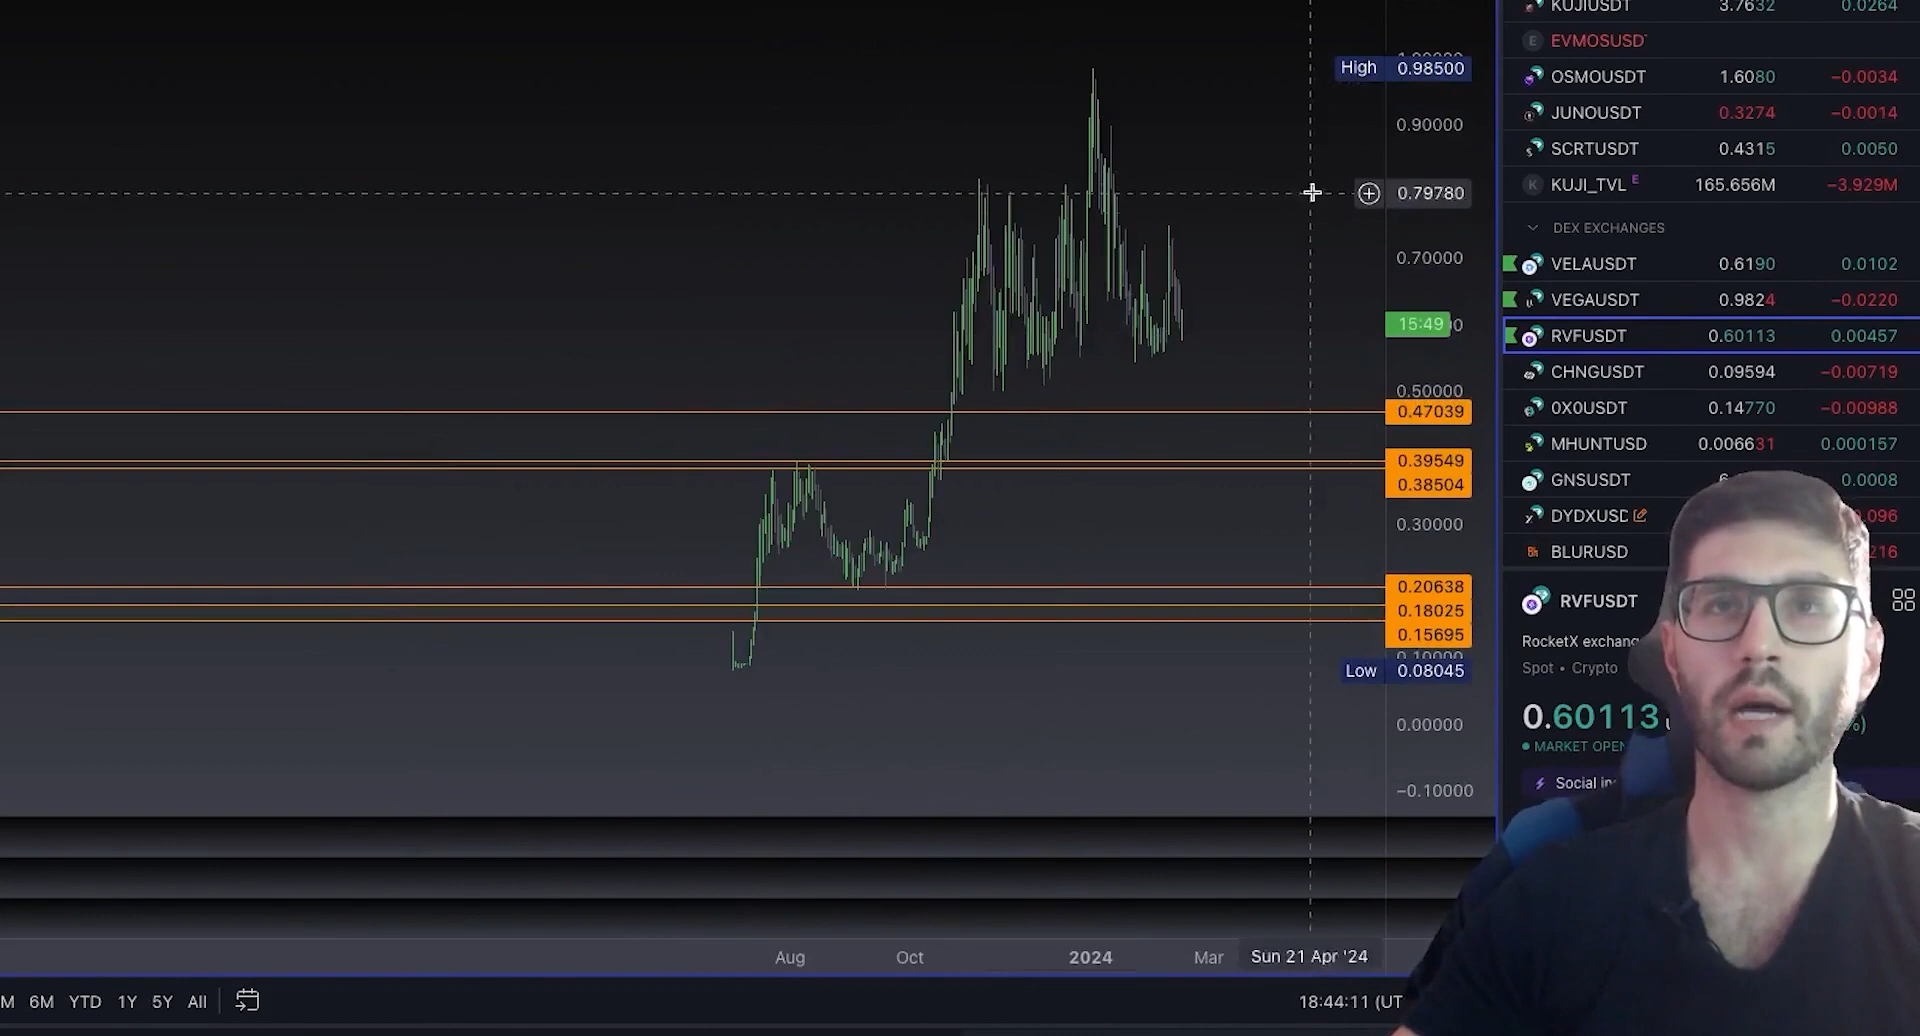 KUJIUSDT 3.7632 0.0264
High 0.98500
EVMOSUSD
0.90000
OSMOUSDT 1.6080 −0.0034
JUNOUSDT 0.3274 −0.0014
SCRTUSDT 0.4315 0.0050
0.79780
KUJI_TVL E 165.656M −3.929M
DEX EXCHANGES
0.70000
VELAUSDT 0.6190 0.0102
VEGAUSDT 0.9824 −0.0220
15:49
RVFUSDT 0.60113 0.00457
CHNGUSDT 0.09594 −0.00719
0.50000
0.47039
0X0USDT 0.14770 −0.00988
MHUNTUSD 0.006631 0.000157
0.39549
0.38504
GNSUSDT 0.0008
0.30000
DYDXUSD
BLURUSD
0.20638
0.18025
0.15695
RVFUSDT
RocketX exchang
Low 0.08045
Spot • Crypto
0.00000
0.60113
MARKET OPEN
−0.10000
Social in
Aug Oct 2024 Mar Sun 21 Apr '24
M 6M YTD 1Y 5Y All
18:44:11 (UT